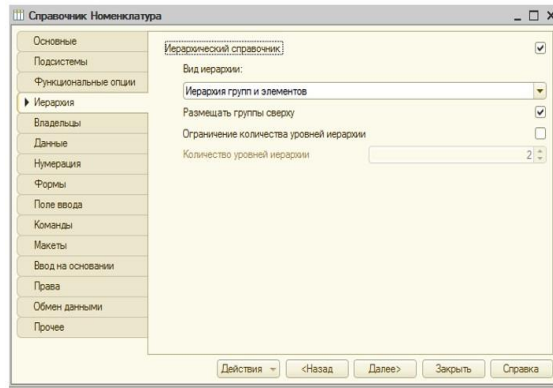 Справочник Номенклатура
Основные
Подсистемы
Функциональные опции
Иерархия
Владельцы
Данные
Нумерация
Формы
Поле ввода
Команды
Макеты
Ввод на основании
Права
Обмен данными
Прочее
Иерархический справочник
Вид иерархии:
Иерархия групп и элементов
Размещать группы сверху
Ограничение количества уровней иерархии
Количество уровней иерархии 2
Действия <Назад Далее> Закрыть Справка